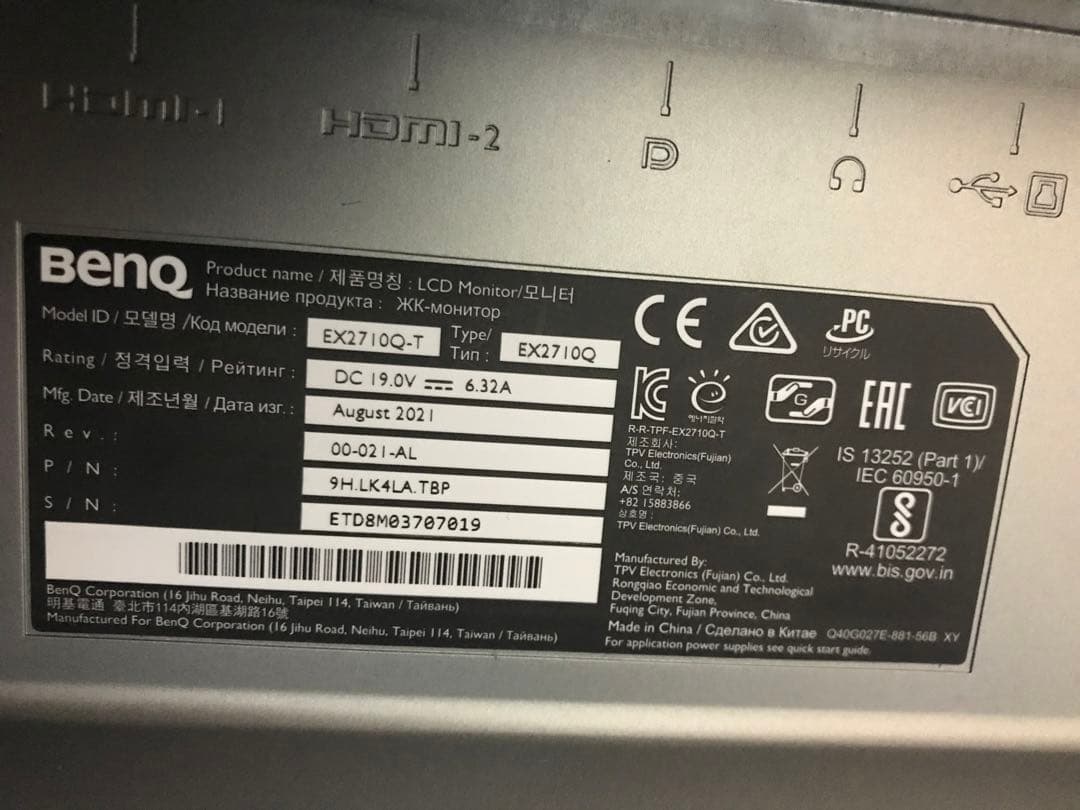 HDMI-1
HDMI-2
BenQ
Product name / 제품명칭 : LCD Monitor/모니터
Название продукта : ЖК-монитор
Model ID / 모델명 /Код модели : EX2710Q-T Type/ Тип : EX2710Q
Rating / 정격입력 / Рейтинг : DC 19.0V 6.32A
Mfg. Date / 제조년월 / Дата изг. : August 2021
Rev. : 00-021-AL
P/N : 9H.LK4LA.TBP
S/N : ETD8M03707019
BenQ Corporation (16 Jihu Road, Neihu, Taipei 114, Taiwan / Тайвань)
明基電通 臺北市114內湖區基湖路16號
Manufactured For BenQ Corporation (16 Jihu Road, Neihu, Taipei 114, Taiwan / Тайвань)
CE
PC
リサイクル
R-R-TPF-EX2710Q-T
제조회사:
TPV Electronics(Fujian)
Co., Ltd.
제조국: 중국
A/S 연락처:
+82 15883866
상호명 :
TPV Electronics(Fujian) Co., Ltd.
G
EAC
VCCI
IS 13252 (Part 1)/
IEC 60950-1
R-41052272
www.bis.gov.in
Manufactured By:
TPV Electronics (Fujian) Co., Ltd.
Rongqiao Economic and Technological
Development Zone,
Fuqing City, Fujian Province, China
Made in China / Сделано в Китае Q40G027E-881-56B XY
For application power supplies see quick start guide.